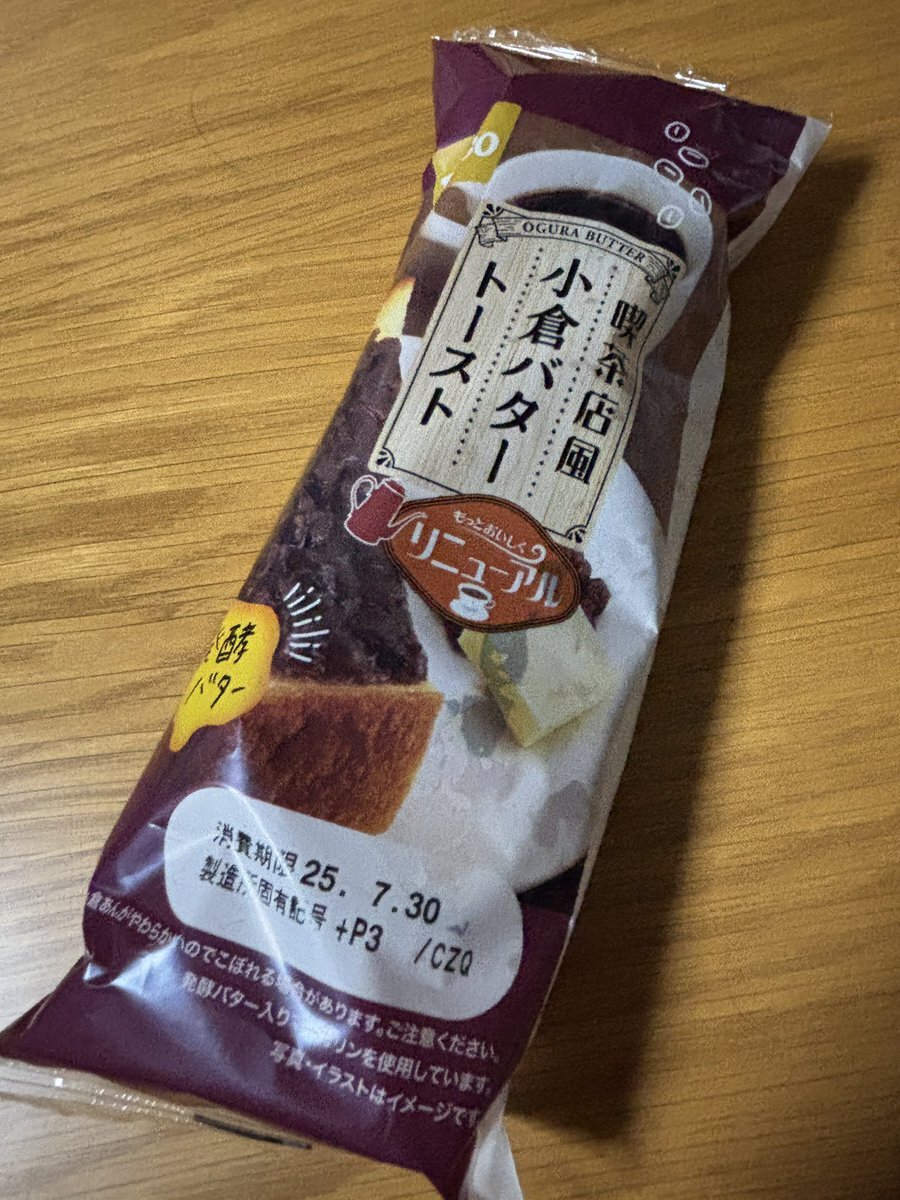 OGURA BUTTER
喫茶店風
小倉バター
トースト
もっとおいしく
リニューアル
酵
バター
消費期限 25. 7.30
製造所固有記号 +P3 /CZQ
あんがやわらかいのでこぼれる場合があります。ご注意ください。
発酵バター入り リンを使用しています。
写真・イラストはイメージです